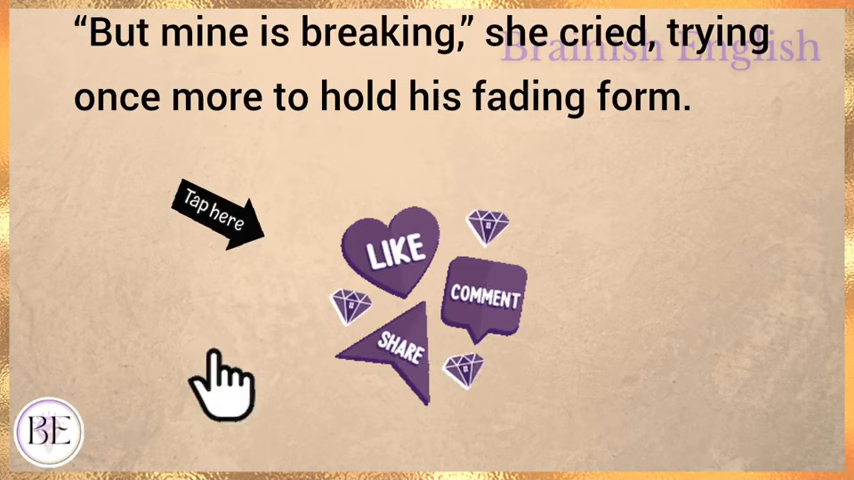 “But mine is breaking,” she cried, trying
Brainish English
once more to hold his fading form.
Tap here
LIKE
COMMENT
SHARE
BE